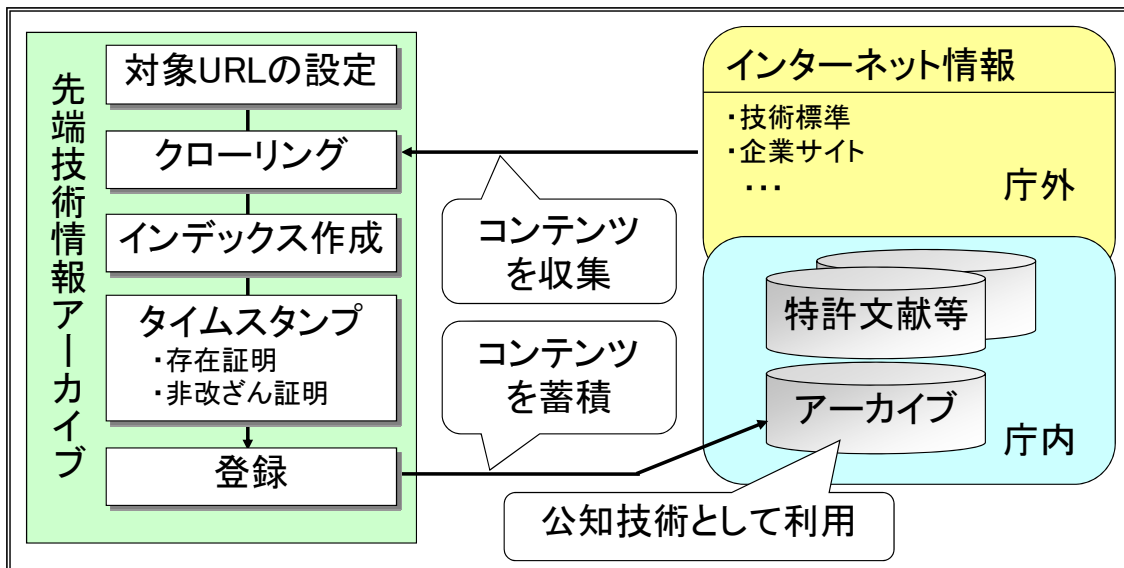 先端技術情報アーカイブ
対象URLの設定
クローリング
インデックス作成
タイムスタンプ
・存在証明
・非改ざん証明
登録
コンテンツ
を収集
コンテンツ
を蓄積
インターネット情報
・技術標準
・企業サイト
・・・
庁外
特許文献等
アーカイブ
庁内
公知技術として利用